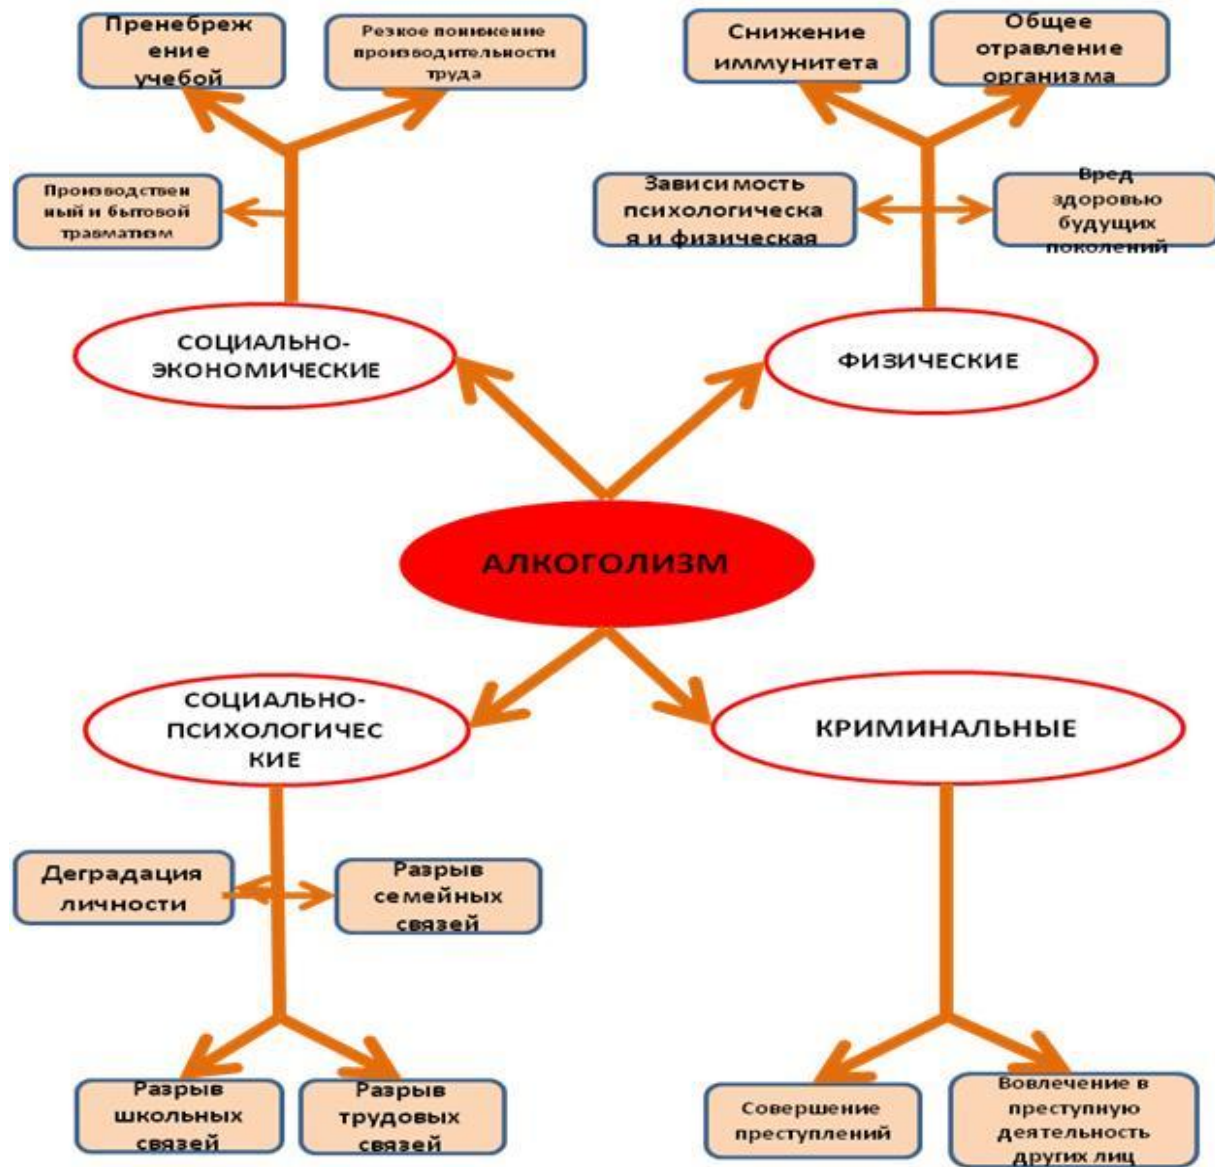 Пренебреж
ение
учебой
Резкое понижение
производительности
труда
Снижение
иммунитета
Общее
отравление
организма
Производствен
ный и бытовой
травматизм
Зависимость
психологическа
я и физическая
Вред
здоровью
будущих
поколений
СОЦИАЛЬНО-
ЭКОНОМИЧЕСКИЕ
ФИЗИЧЕСКИЕ
АЛКОГОЛИЗМ
СОЦИАЛЬНО-
ПСИХОЛОГИЧЕС
КИЕ
КРИМИНАЛЬНЫЕ
Деградация
личности
Разрыв
семейных
связей
Разрыв
школьных
связей
Разрыв
трудовых
связей
Совершение
преступлений
Вовлечение в
преступную
деятельность
других лиц